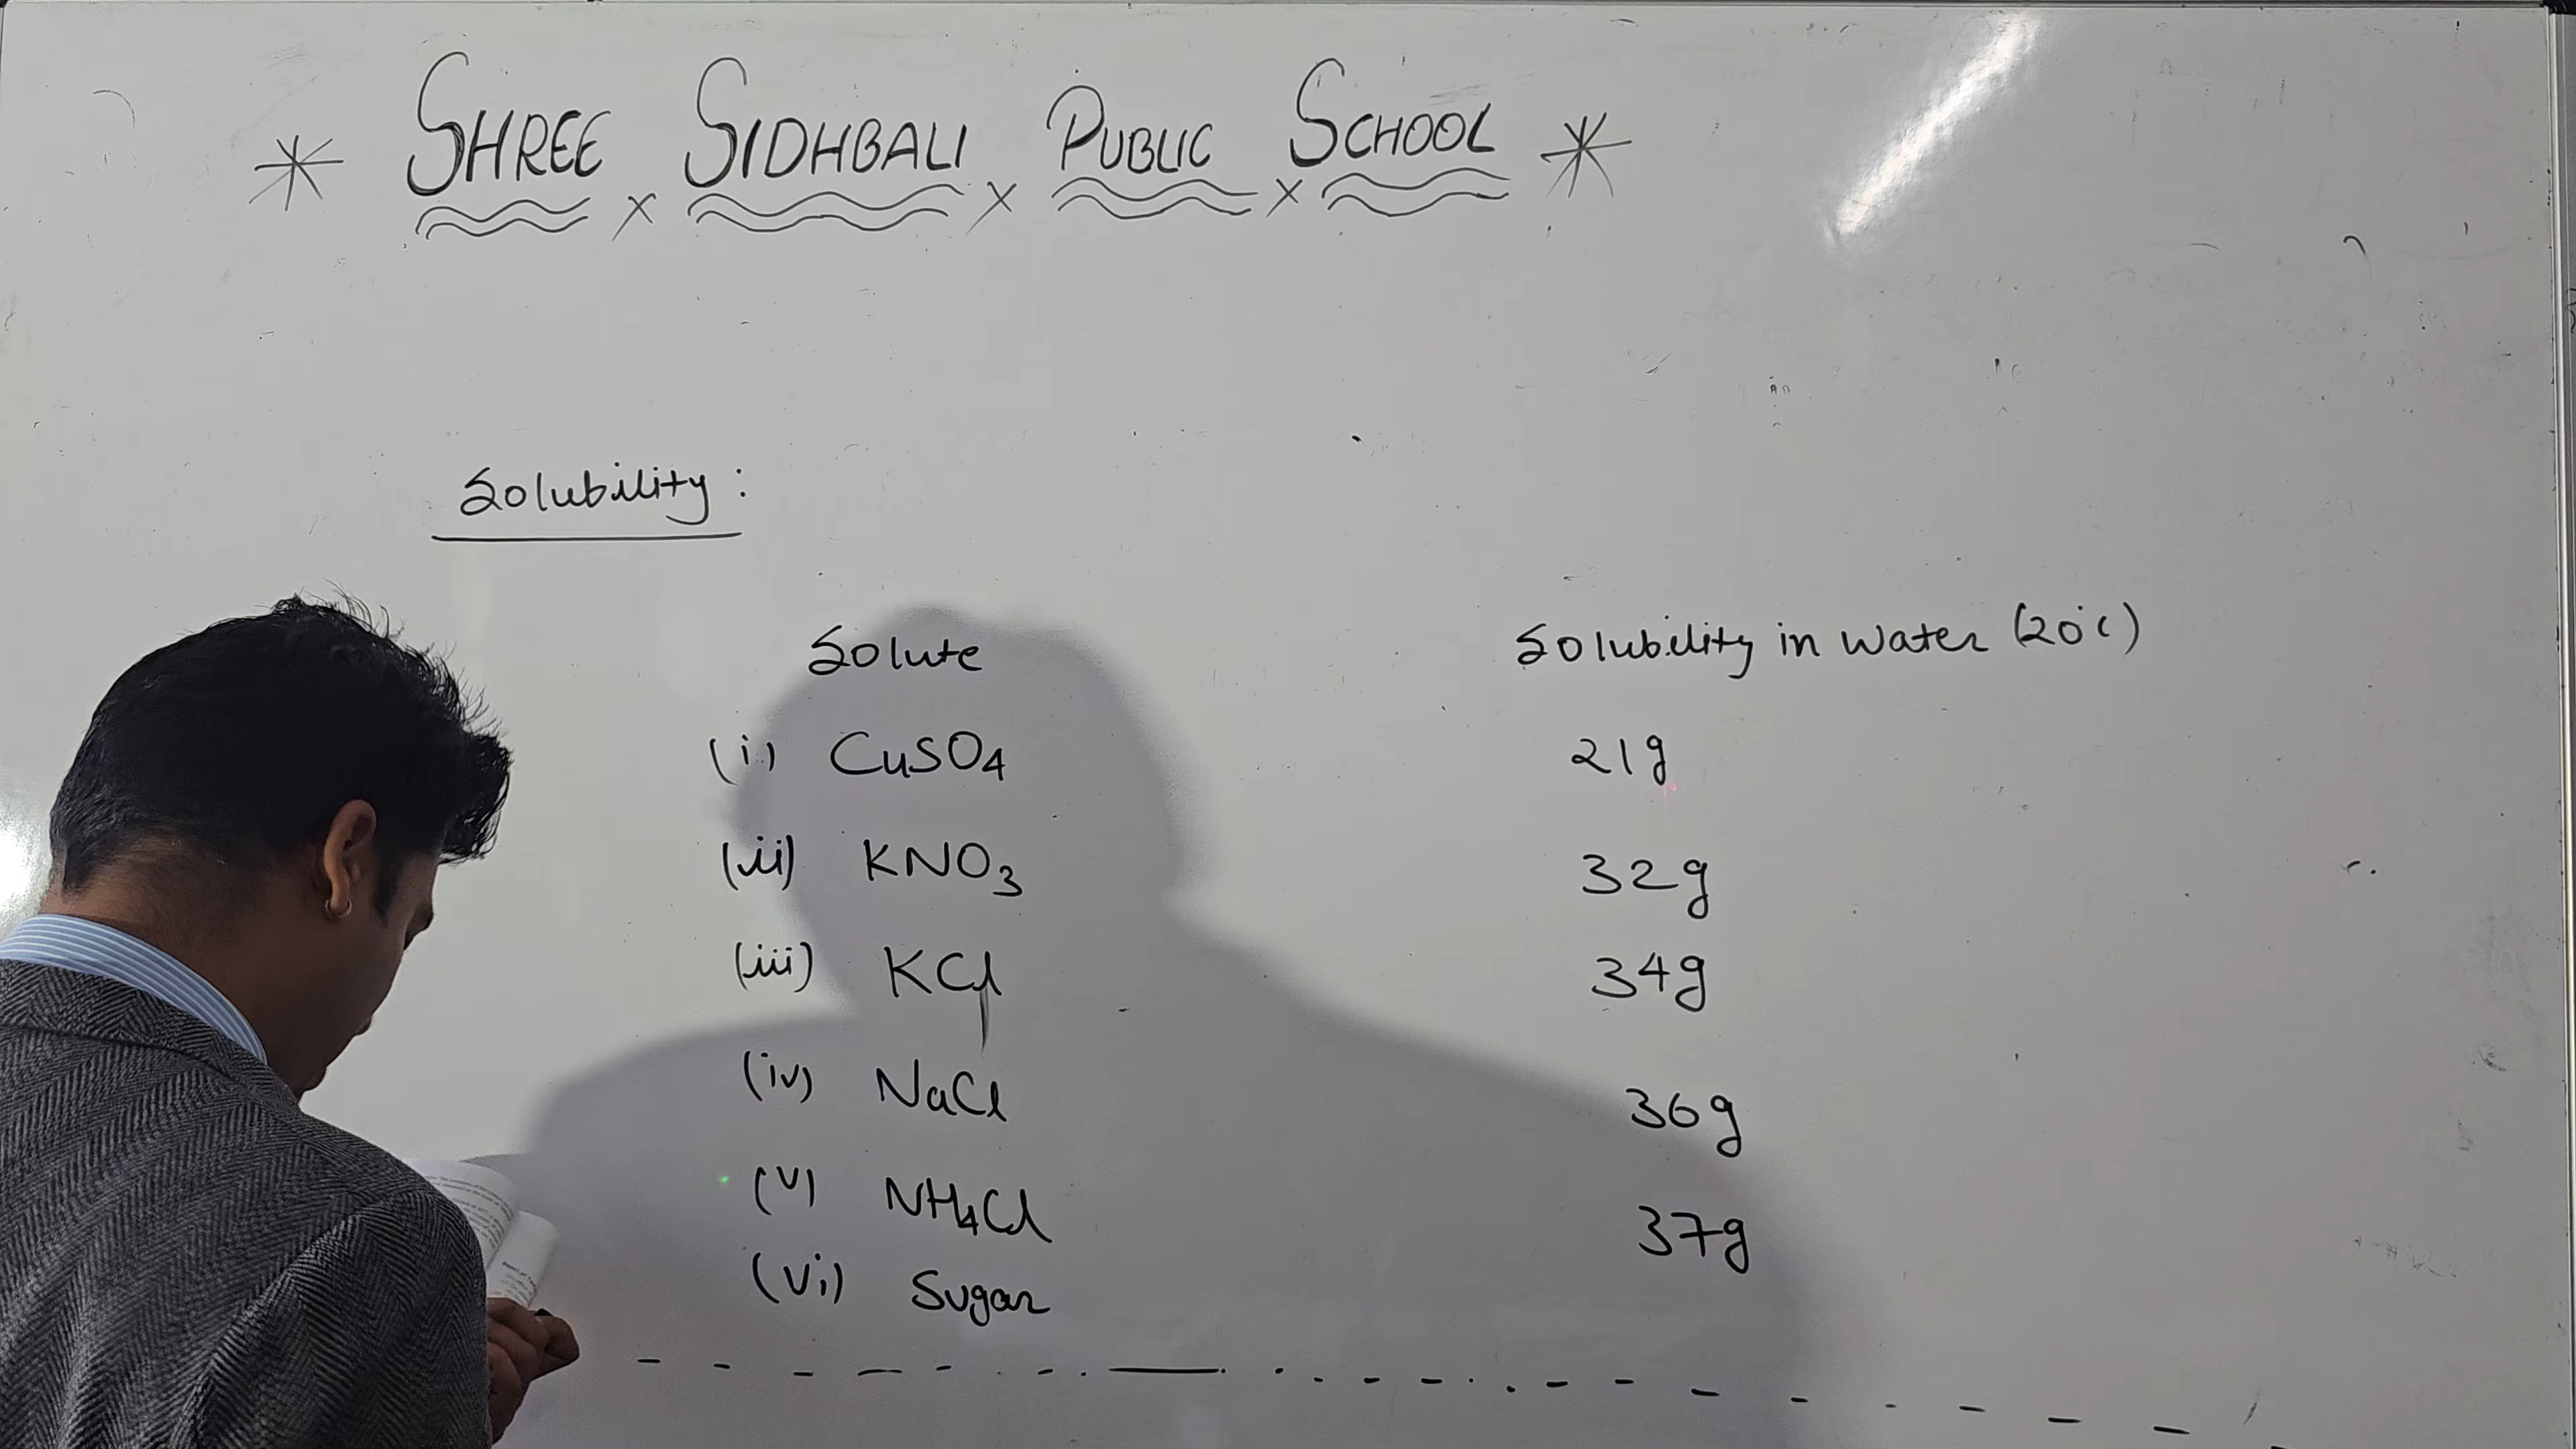 * SHREE SIDHBALI PUBLIC SCHOOL *
Solubility :
Solute Solubility in Water (20°C)
(i) CuSO4 21g
(ii) KNO3 32g
(iii) KCl 34g
(iv) NaCl 36g
(v) NH4Cl 37g
(vi) Sugar